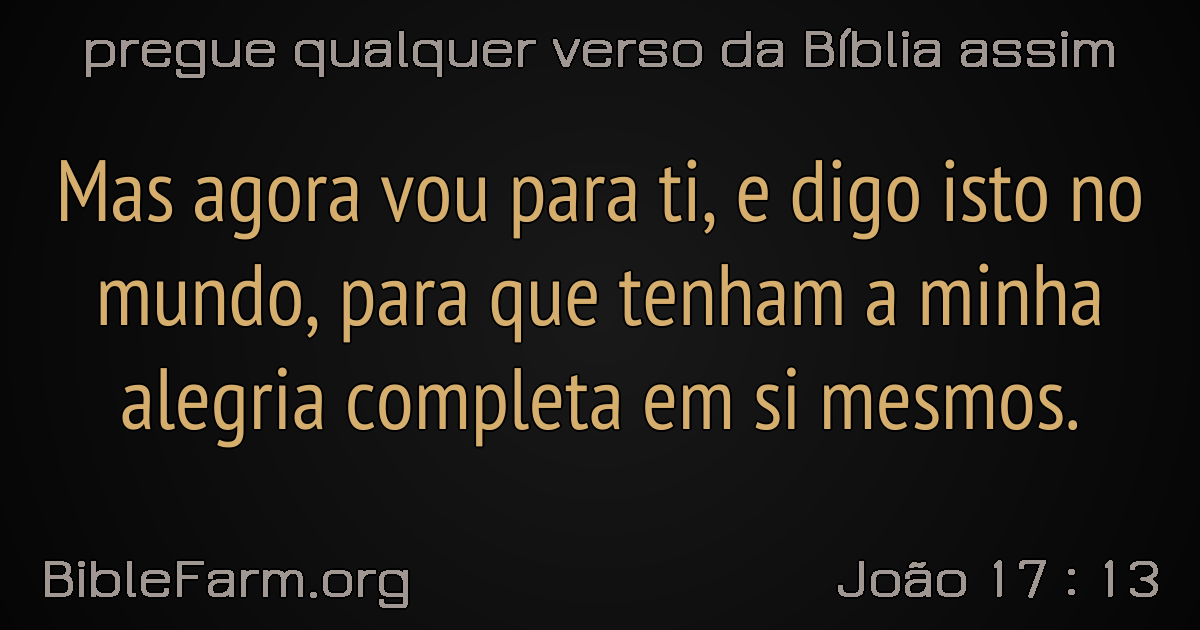 pregue qualquer verso da Bíblia assim
Mas agora vou para ti, e digo isto no
mundo, para que tenham a minha
alegria completa em si mesmos.
BibleFarm.org
João 17 : 13